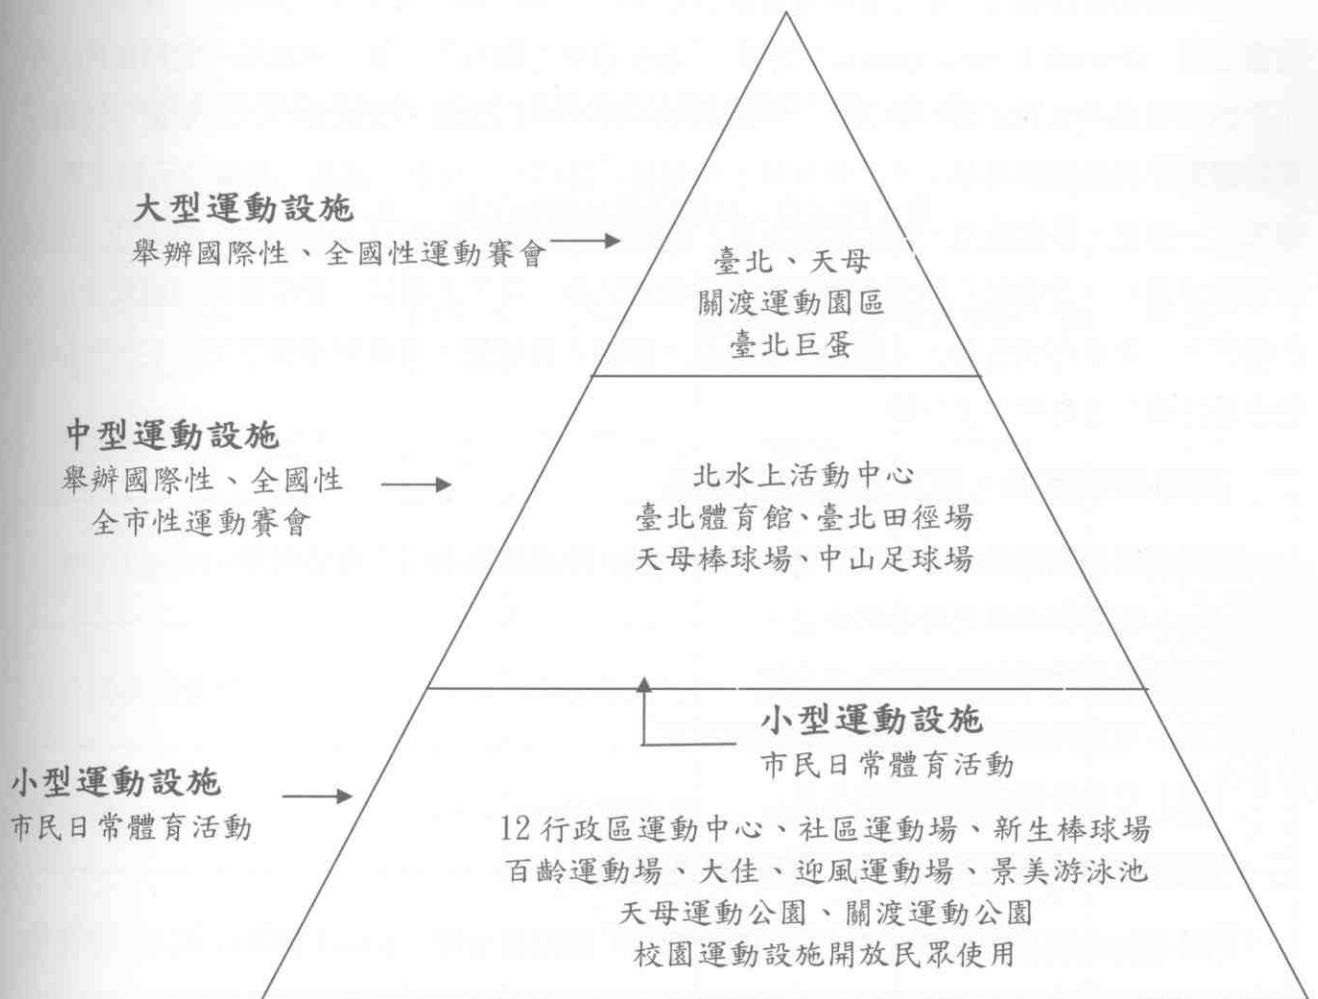 大型運動設施
舉辦國際性、全國性運動賽會
臺北、天母
關渡運動園區
臺北巨蛋
中型運動設施
舉辦國際性、全國性
全市性運動賽會
北水上活動中心
臺北體育館、臺北田徑場
天母棒球場、中山足球場
小型運動設施
市民日常體育活動
小型運動設施
市民日常體育活動
12行政區運動中心、社區運動場、新生棒球場
百齡運動場、大佳、迎風運動場、景美游泳池
天母運動公園、關渡運動公園
校園運動設施開放民眾使用